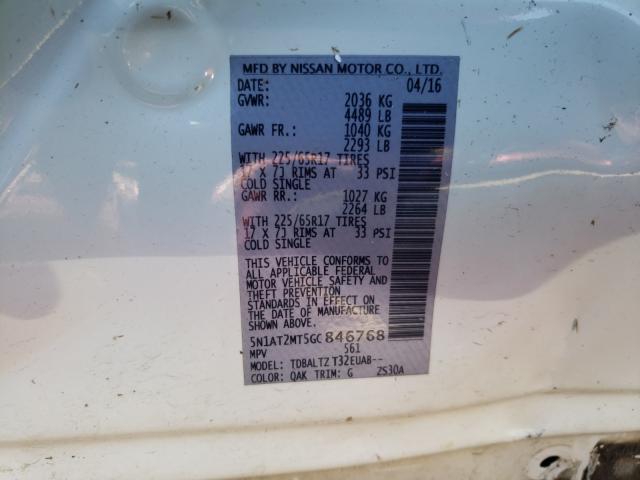 MFD BY NISSAN MOTOR CO., LTD.
DATE: 04/16
GVWR: 2036 KG
4489 LB
GAWR FR.: 1040 KG
2293 LB
WITH 225/65R17 TIRES
17 X 7J RIMS AT 33 PSI
COLD SINGLE
GAWR RR.: 1027 KG
2264 LB
WITH 225/65R17 TIRES
17 X 7J RIMS AT 33 PSI
COLD SINGLE
THIS VEHICLE CONFORMS TO
ALL APPLICABLE FEDERAL
MOTOR VEHICLE SAFETY AND
THEFT PREVENTION
STANDARDS IN EFFECT ON
THE DATE OF MANUFACTURE
SHOWN ABOVE.
5N1AT2MT5GC846768
MPV 561
MODEL: TDBALTZ T32EUAB--
COLOR: QAK TRIM: G 2S30A